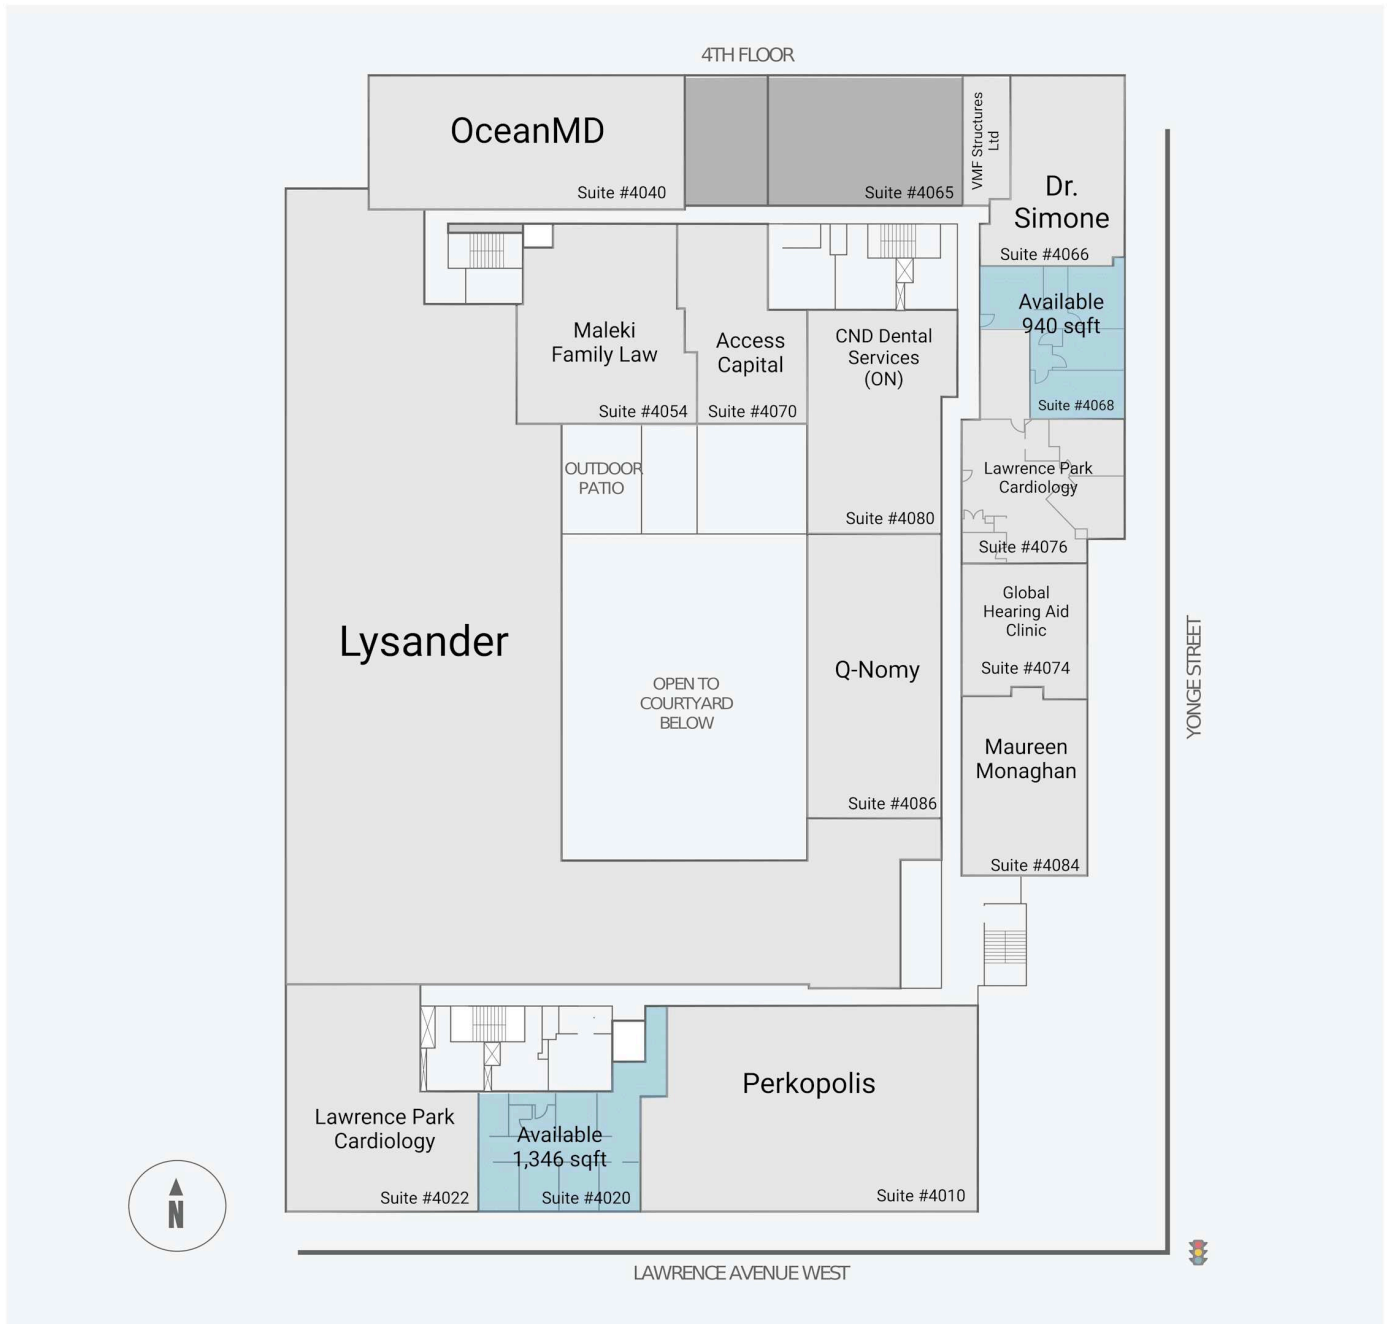 4TH FLOOR
OceanMD
Suite #4040
Suite #4065
VMF Structures
Ltd
Dr.
Simone
Suite #4066
Available
940 sqft
Suite #4068
Maleki
Family Law
Suite #4054
Access
Capital
Suite #4070
CND Dental
Services
(ON)
Suite #4080
OUTDOOR
PATIO
Lawrence Park
Cardiology
Suite #4076
Global
Hearing Aid
Clinic
Suite #4074
Lysander
OPEN TO
COURTYARD
BELOW
Q-Nomy
Suite #4086
Maureen
Monaghan
Suite #4084
YONGE STREET
Lawrence Park
Cardiology
Suite #4022
Available
1,346 sqft
Suite #4020
Perkopolis
Suite #4010
N
LAWRENCE AVENUE WEST